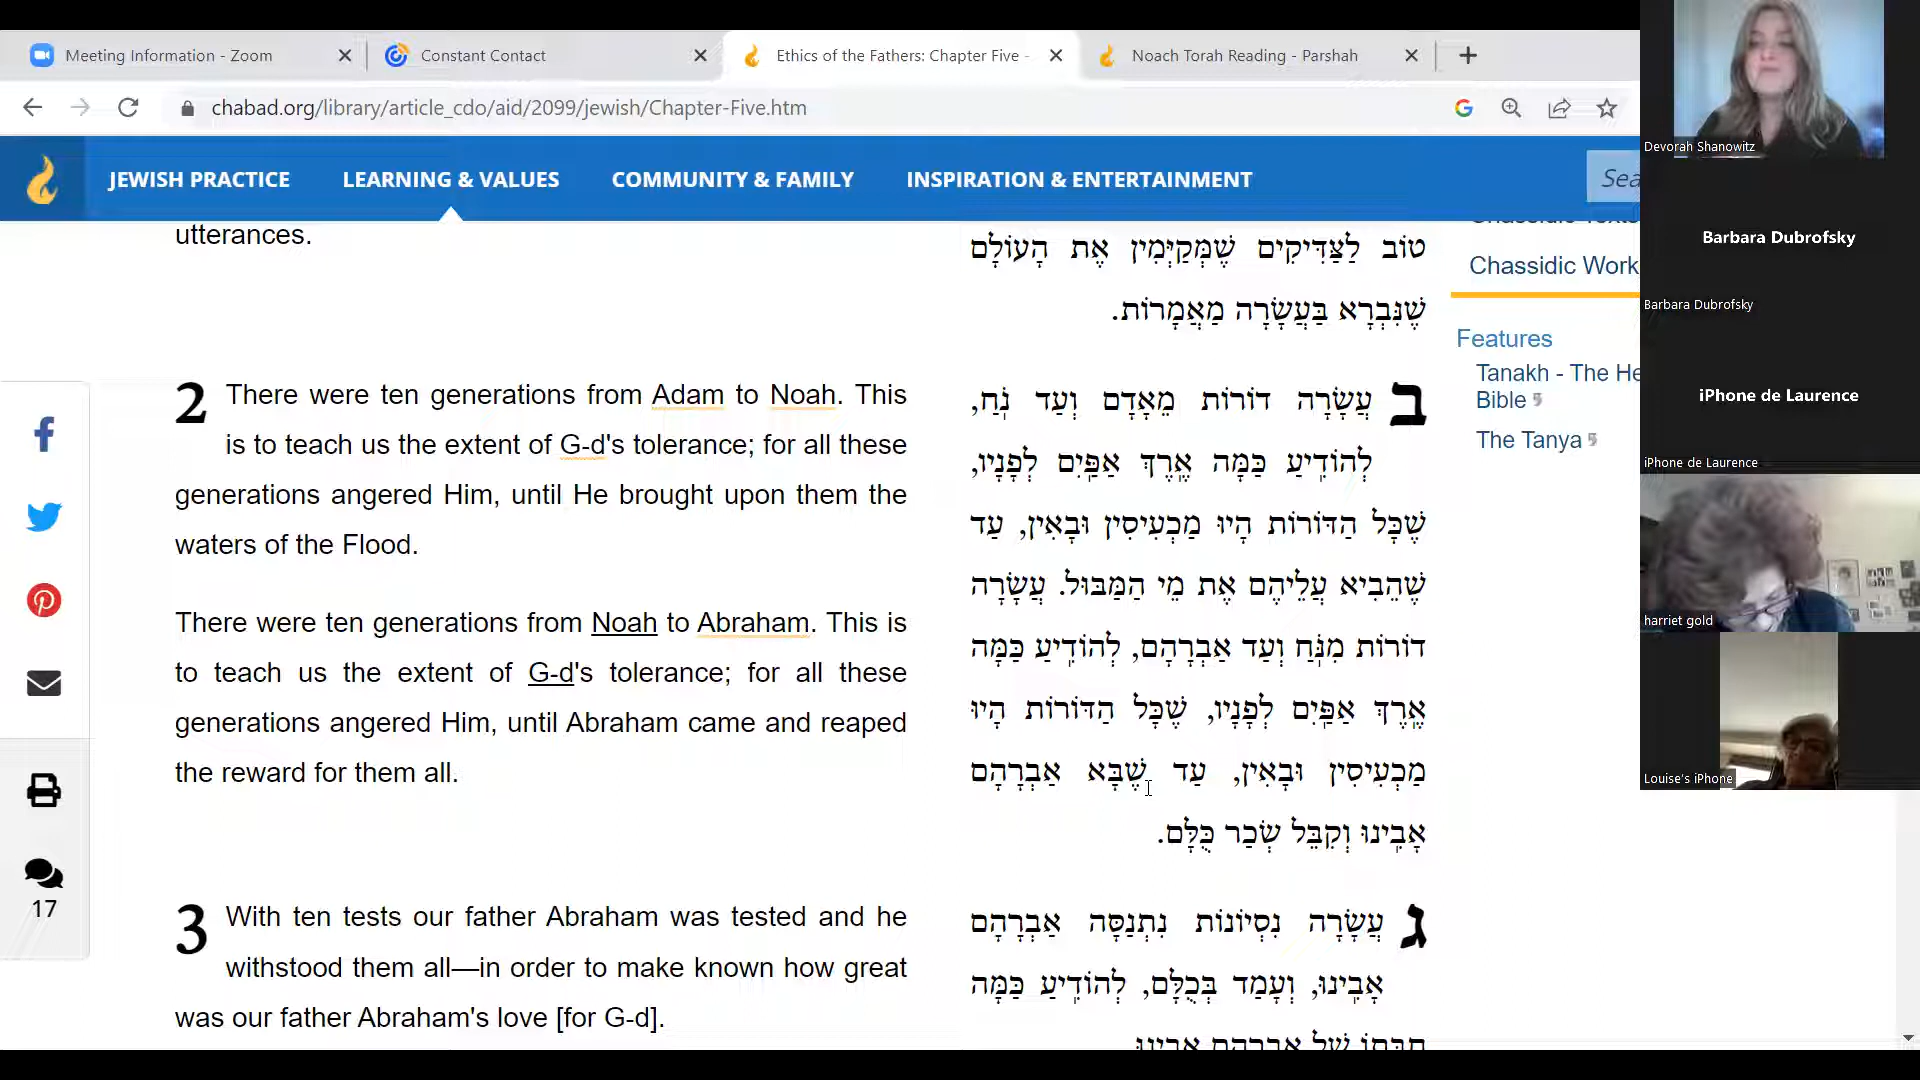 Meeting Information - Zoom
Constant Contact
Ethics of the Fathers: Chapter Five -
Noach Torah Reading - Parshah
chabad.org/library/article_cdo/aid/2099/jewish/Chapter-Five.htm
JEWISH PRACTICE
LEARNING & VALUES
COMMUNITY & FAMILY
INSPIRATION & ENTERTAINMENT
Sea
utterances.
2 There were ten generations from Adam to Noah. This
is to teach us the extent of G-d's tolerance; for all these
generations angered Him, until He brought upon them the
waters of the Flood.
There were ten generations from Noah to Abraham. This is
to teach us the extent of G-d's tolerance; for all these
generations angered Him, until Abraham came and reaped
the reward for them all.
3 With ten tests our father Abraham was tested and he
withstood them all—in order to make known how great
was our father Abraham's love [for G-d].
טוֹב לַצַּדִּיקִים שֶׁמְּקַיְּמִין אֶת הָעוֹלָם
שֶׁנִּבְרָא בַּעֲשָׂרָה מַאֲמָרוֹת.
ב עֲשָׂרָה דוֹרוֹת מֵאָדָם וְעַד נֹחַ,
לְהוֹדִיעַ כַּמָּה אֶרֶךְ אַפַּיִם לְפָנָיו,
שֶׁכָּל הַדּוֹרוֹת הָיוּ מַכְעִיסִין וּבָאִין, עַד
שֶׁהֵבִיא עֲלֵיהֶם אֶת מֵי הַמַּבּוּל. עֲשָׂרָה
דוֹרוֹת מִנֹּחַ וְעַד אַבְרָהָם, לְהוֹדִיעַ כַּמָּה
אֶרֶךְ אַפַּיִם לְפָנָיו, שֶׁכָּל הַדּוֹרוֹת הָיוּ
מַכְעִיסִין וּבָאִין, עַד שֶׁבָּא אַבְרָהָם
אָבִינוּ וְקִבֵּל שְׂכַר כֻּלָּם.
ג עֲשָׂרָה נִסְיוֹנוֹת נִתְנַסָּה אַבְרָהָם
אָבִינוּ, וְעָמַד בְּכֻלָּם, לְהוֹדִיעַ כַּמָּה
חִבָּתוֹ שֶׁל אַבְרָהָם אָבִינוּ
Chassidic Work
Features
Tanakh - The He
Bible
The Tanya
17
Devorah Shanowitz
Barbara Dubrofsky
Barbara Dubrofsky
iPhone de Laurence
iPhone de Laurence
harriet gold
Louise's iPhone